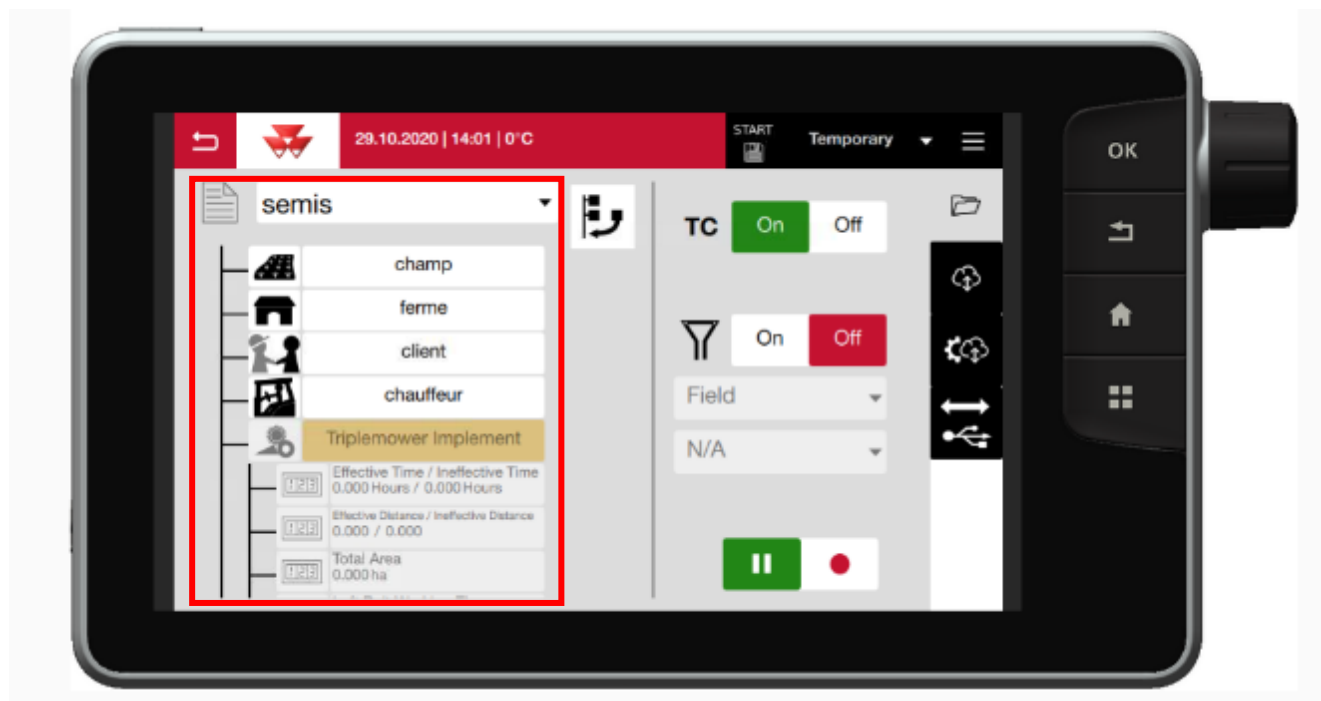 29.10.2020 | 14:01 | 0°C
START
Temporary
semis
champ
ferme
client
chauffeur
Triplemower Implement
Effective Time / Ineffective Time
0.000 Hours / 0.000 Hours
Effective Distance / Ineffective Distance
0.000 / 0.000
Total Area
0.000 ha
TC
On
Off
On
Off
Field
N/A
OK